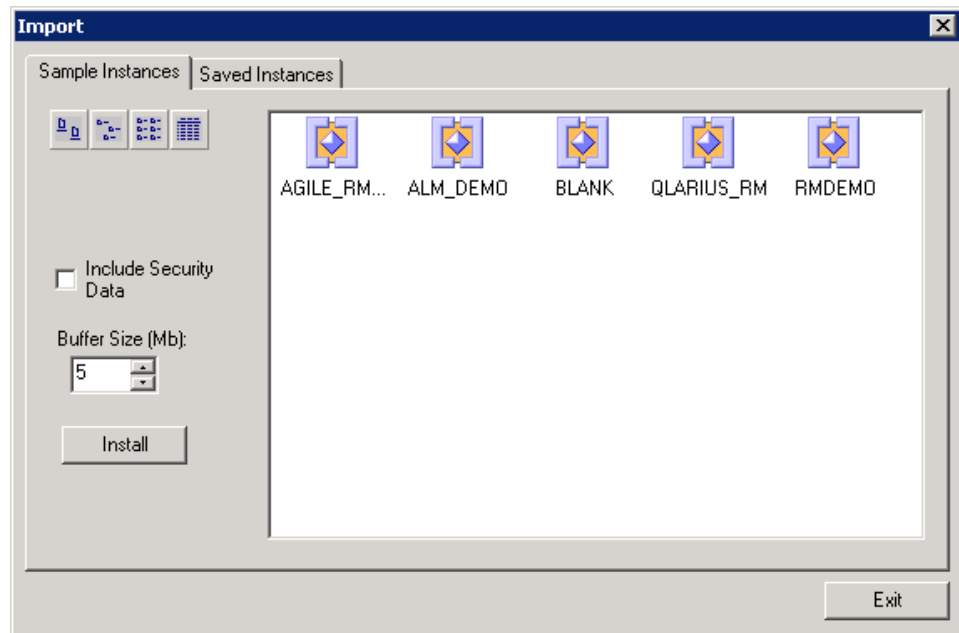 Import
Sample Instances
Saved Instances
AGILE_RM...
ALM_DEMO
BLANK
QLARIUS_RM
RMDEMO
Include Security
Data
Buffer Size (Mb):
5
Install
Exit